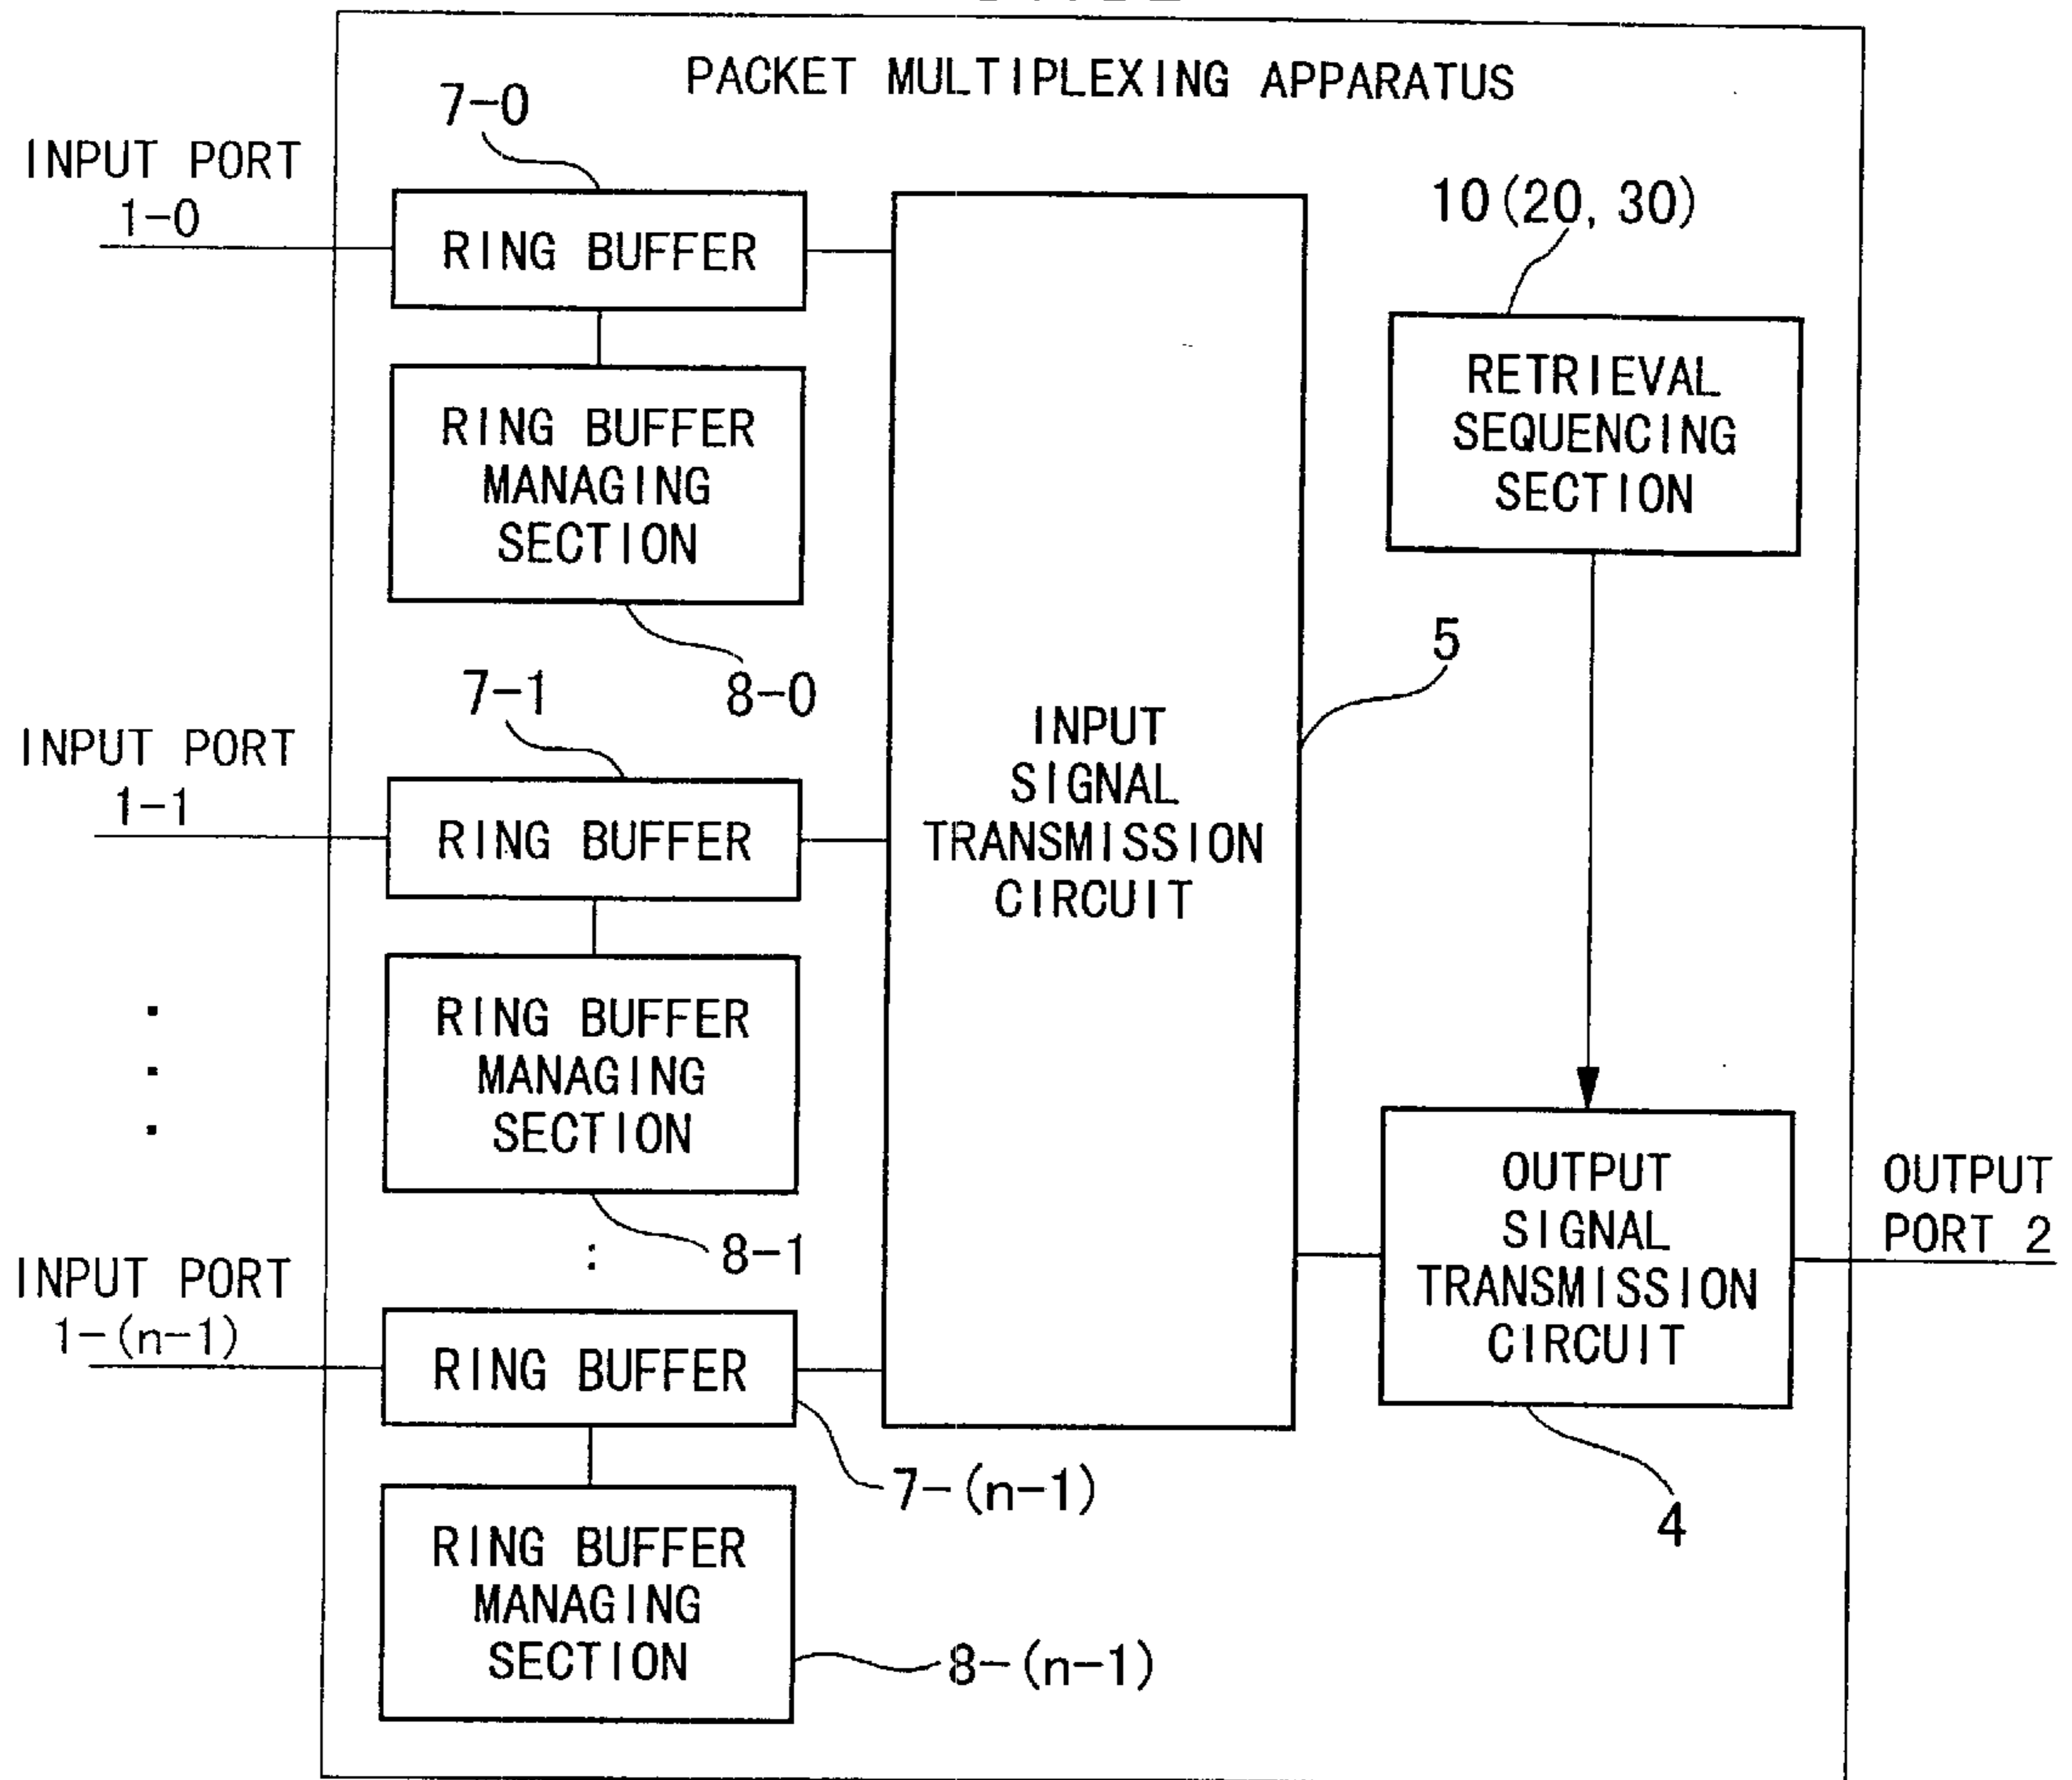 PACKET MULTIPLEXING APPARATUS
7-0
INPUT PORT
1-0
RING BUFFER
10(20, 30)
RETRIEVAL
SEQUENCING
SECTION
RING BUFFER
MANAGING
SECTION
8-0
5
7-1
INPUT PORT
1-1
RING BUFFER
INPUT
SIGNAL
TRANSMISSION
CIRCUIT
RING BUFFER
MANAGING
SECTION
8-1
OUTPUT
SIGNAL
TRANSMISSION
CIRCUIT
4
OUTPUT
PORT 2
INPUT PORT
1-(n-1)
RING BUFFER
7-(n-1)
RING BUFFER
MANAGING
SECTION
8-(n-1)